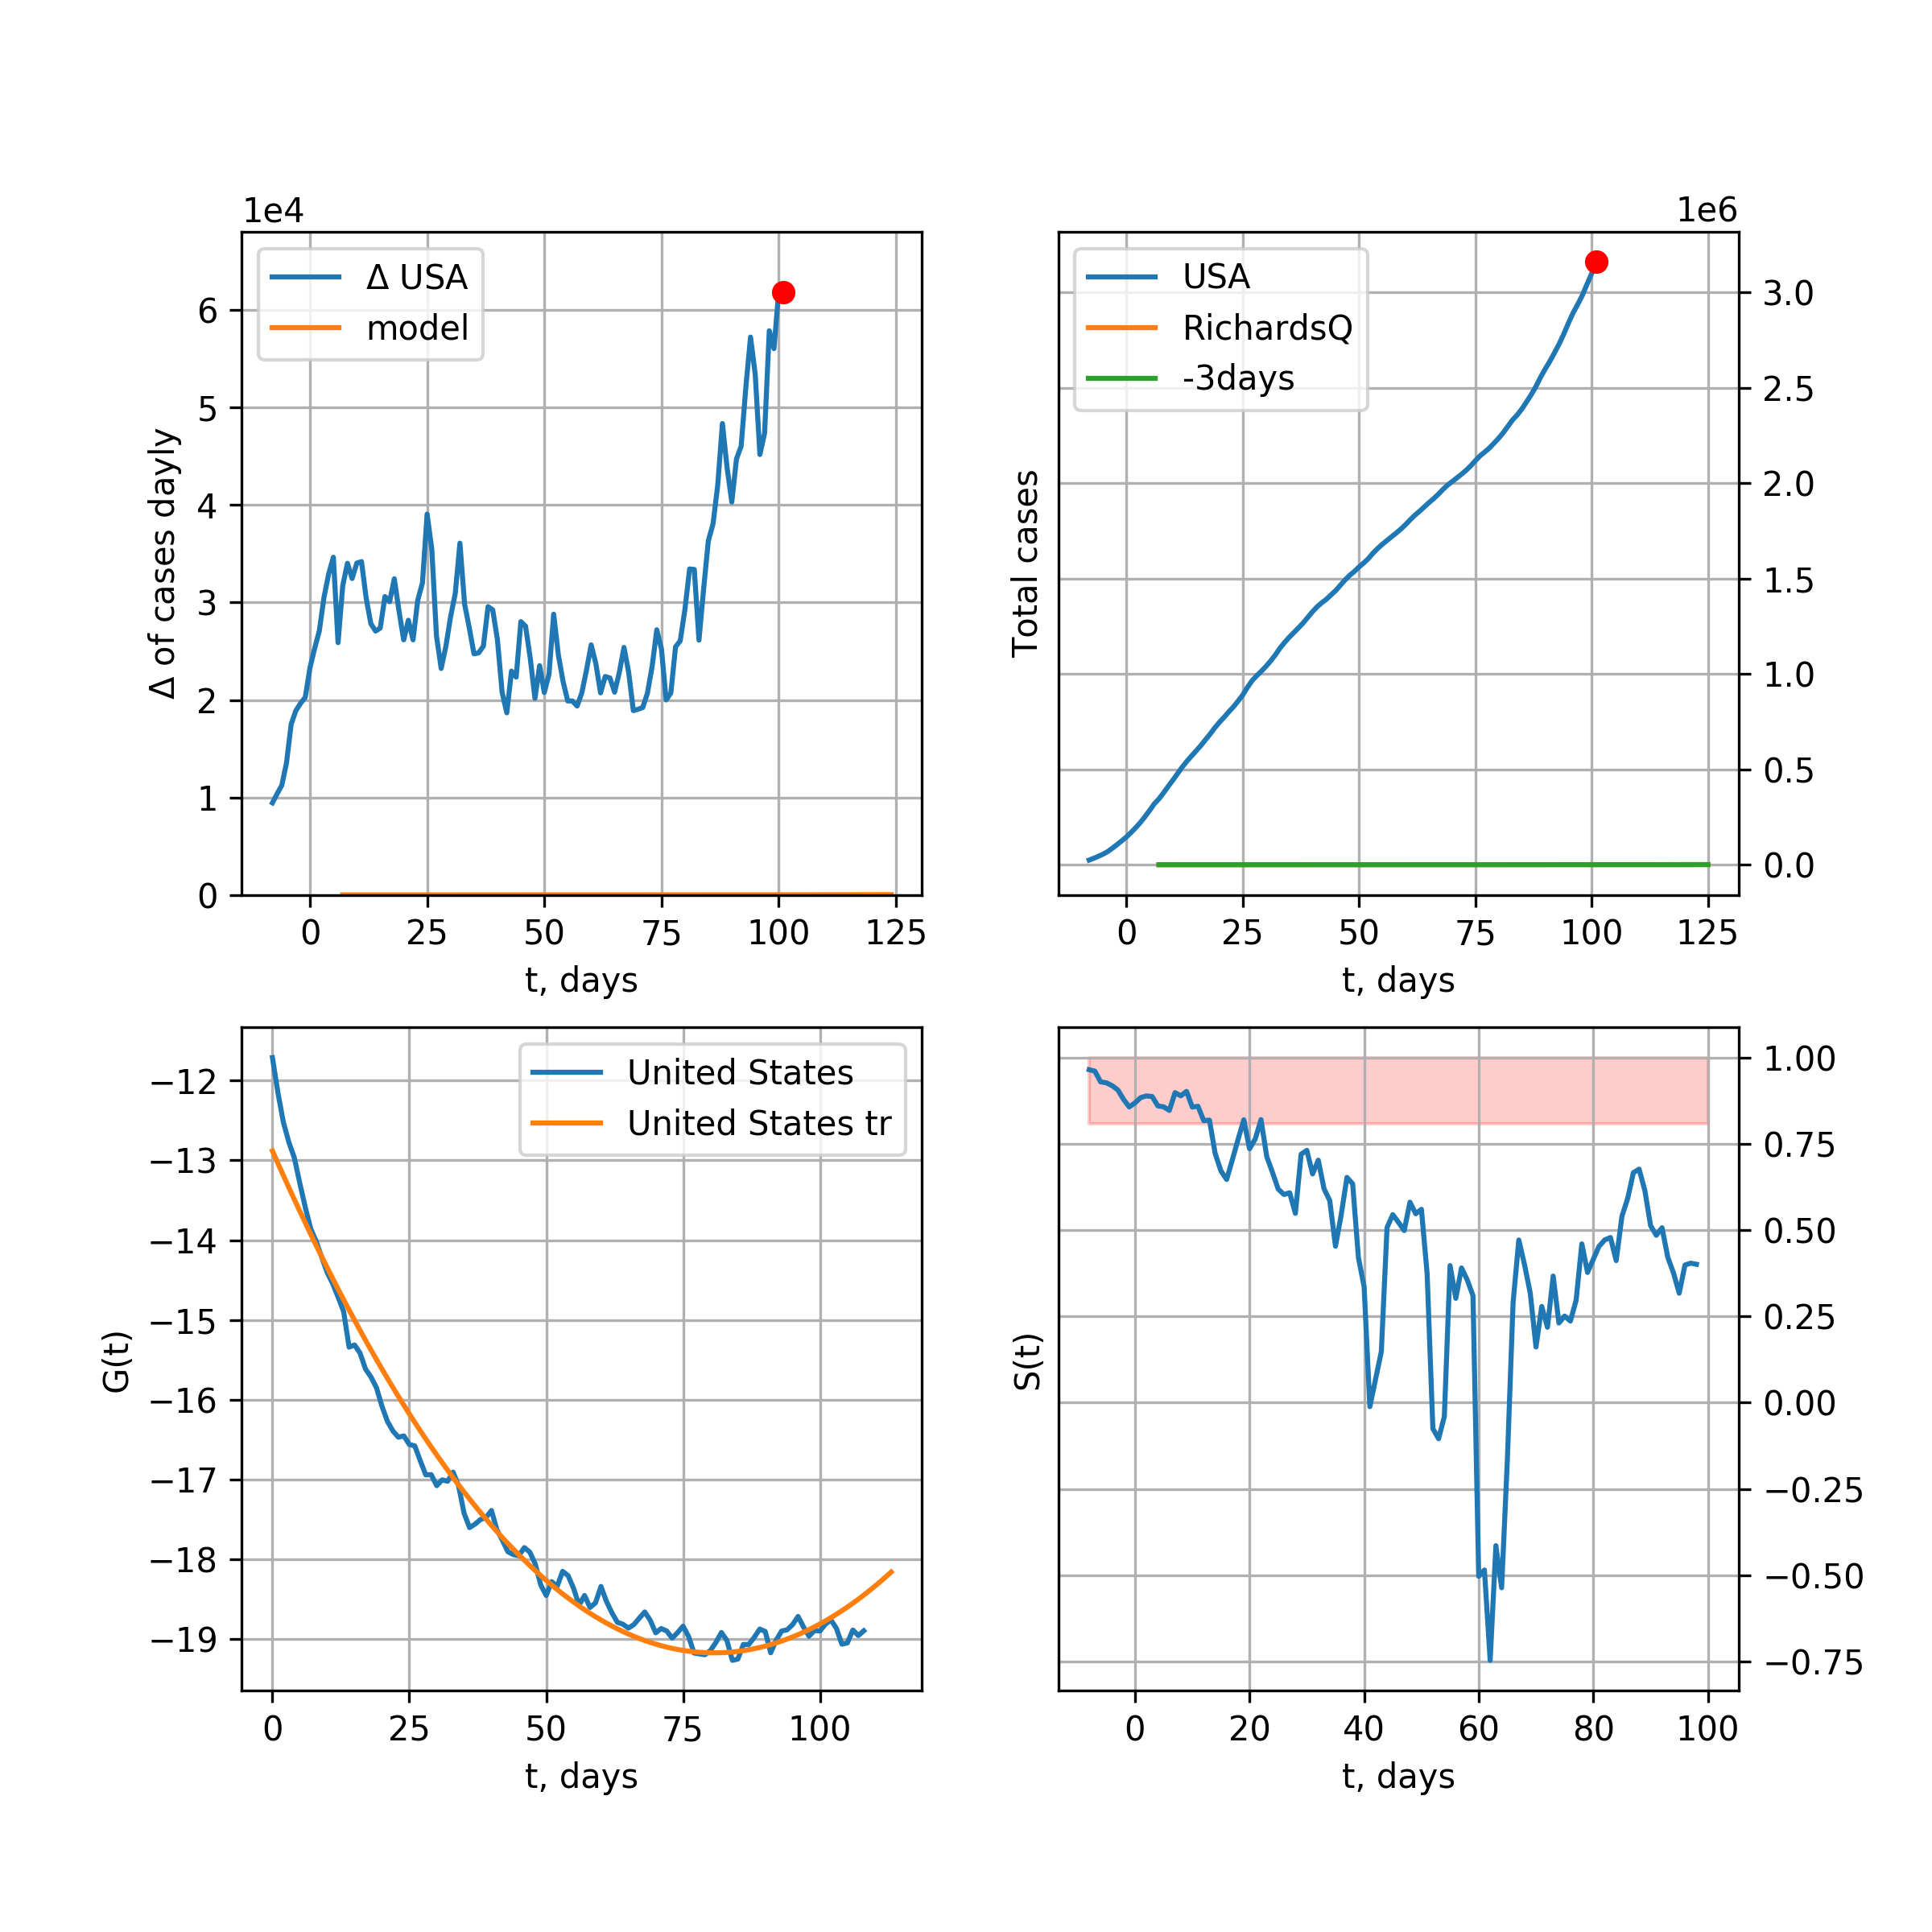 1e4
Δ USA
model
6
5
4
3
2
1
0
Δ of cases dayly
0 25 50 75 100 125
t, days
1e6
USA
RichardsQ
-3days
3.0
2.5
2.0
1.5
1.0
0.5
0.0
Total cases
0 25 50 75 100 125
t, days
United States
United States tr
−12
−13
−14
−15
−16
−17
−18
−19
G(t)
0 25 50 75 100
t, days
1.00
0.75
0.50
0.25
0.00
−0.25
−0.50
−0.75
S(t)
0 20 40 60 80 100
t, days